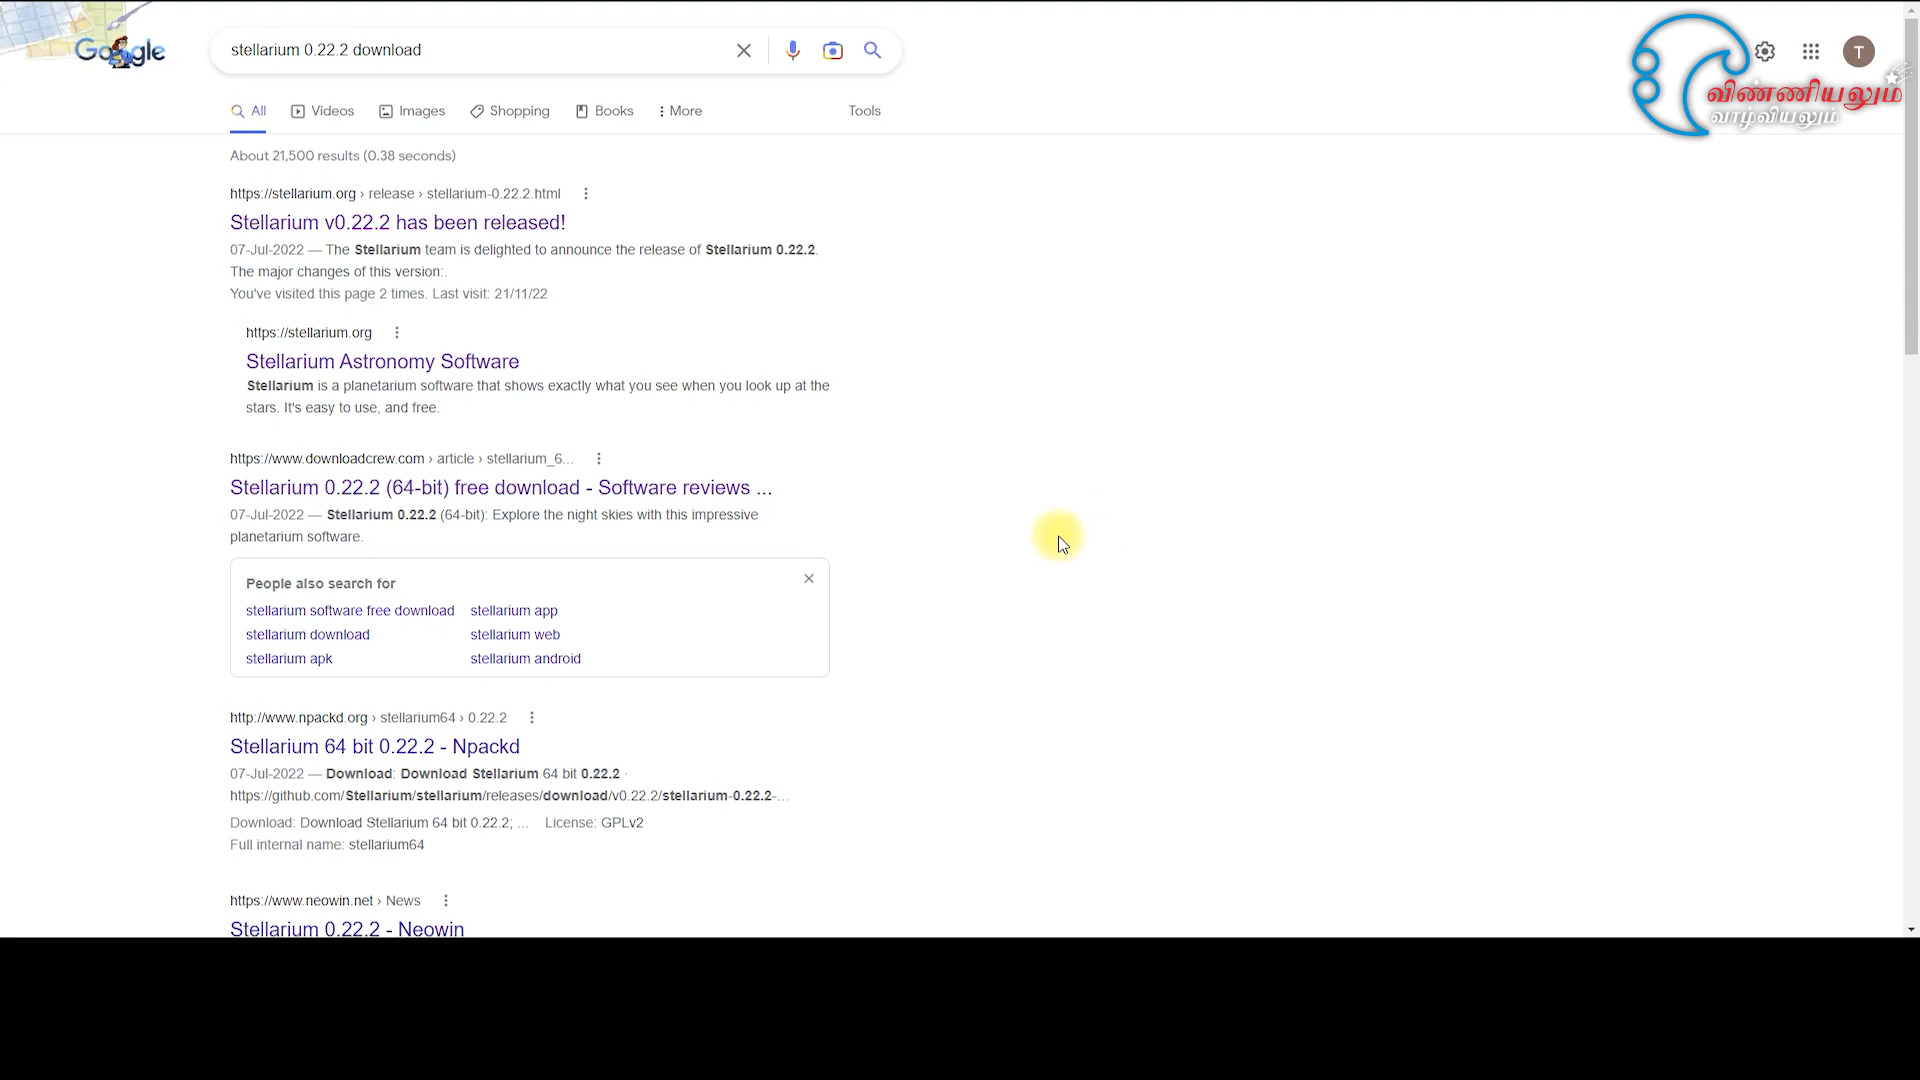 Google
stellarium 0.22.2 download
T
விண்ணியலும்
வாழ்வியலும்
All Videos Images Shopping Books More Tools
About 21,500 results (0.38 seconds)
https://stellarium.org › release › stellarium-0.22.2.html
Stellarium v0.22.2 has been released!
07-Jul-2022 — The Stellarium team is delighted to announce the release of Stellarium 0.22.2.
The major changes of this version:.
You've visited this page 2 times. Last visit: 21/11/22
https://stellarium.org
Stellarium Astronomy Software
Stellarium is a planetarium software that shows exactly what you see when you look up at the
stars. It's easy to use, and free.
https://www.downloadcrew.com › article › stellarium_6...
Stellarium 0.22.2 (64-bit) free download - Software reviews ...
07-Jul-2022 — Stellarium 0.22.2 (64-bit): Explore the night skies with this impressive
planetarium software.
People also search for
stellarium software free download stellarium app
stellarium download stellarium web
stellarium apk stellarium android
http://www.npackd.org › stellarium64 › 0.22.2
Stellarium 64 bit 0.22.2 - Npackd
07-Jul-2022 — Download: Download Stellarium 64 bit 0.22.2 ·
https://github.com/Stellarium/stellarium/releases/download/v0.22.2/stellarium-0.22.2-...
Download: Download Stellarium 64 bit 0.22.2; ... License: GPLv2
Full internal name: stellarium64
https://www.neowin.net › News
Stellarium 0.22.2 - Neowin